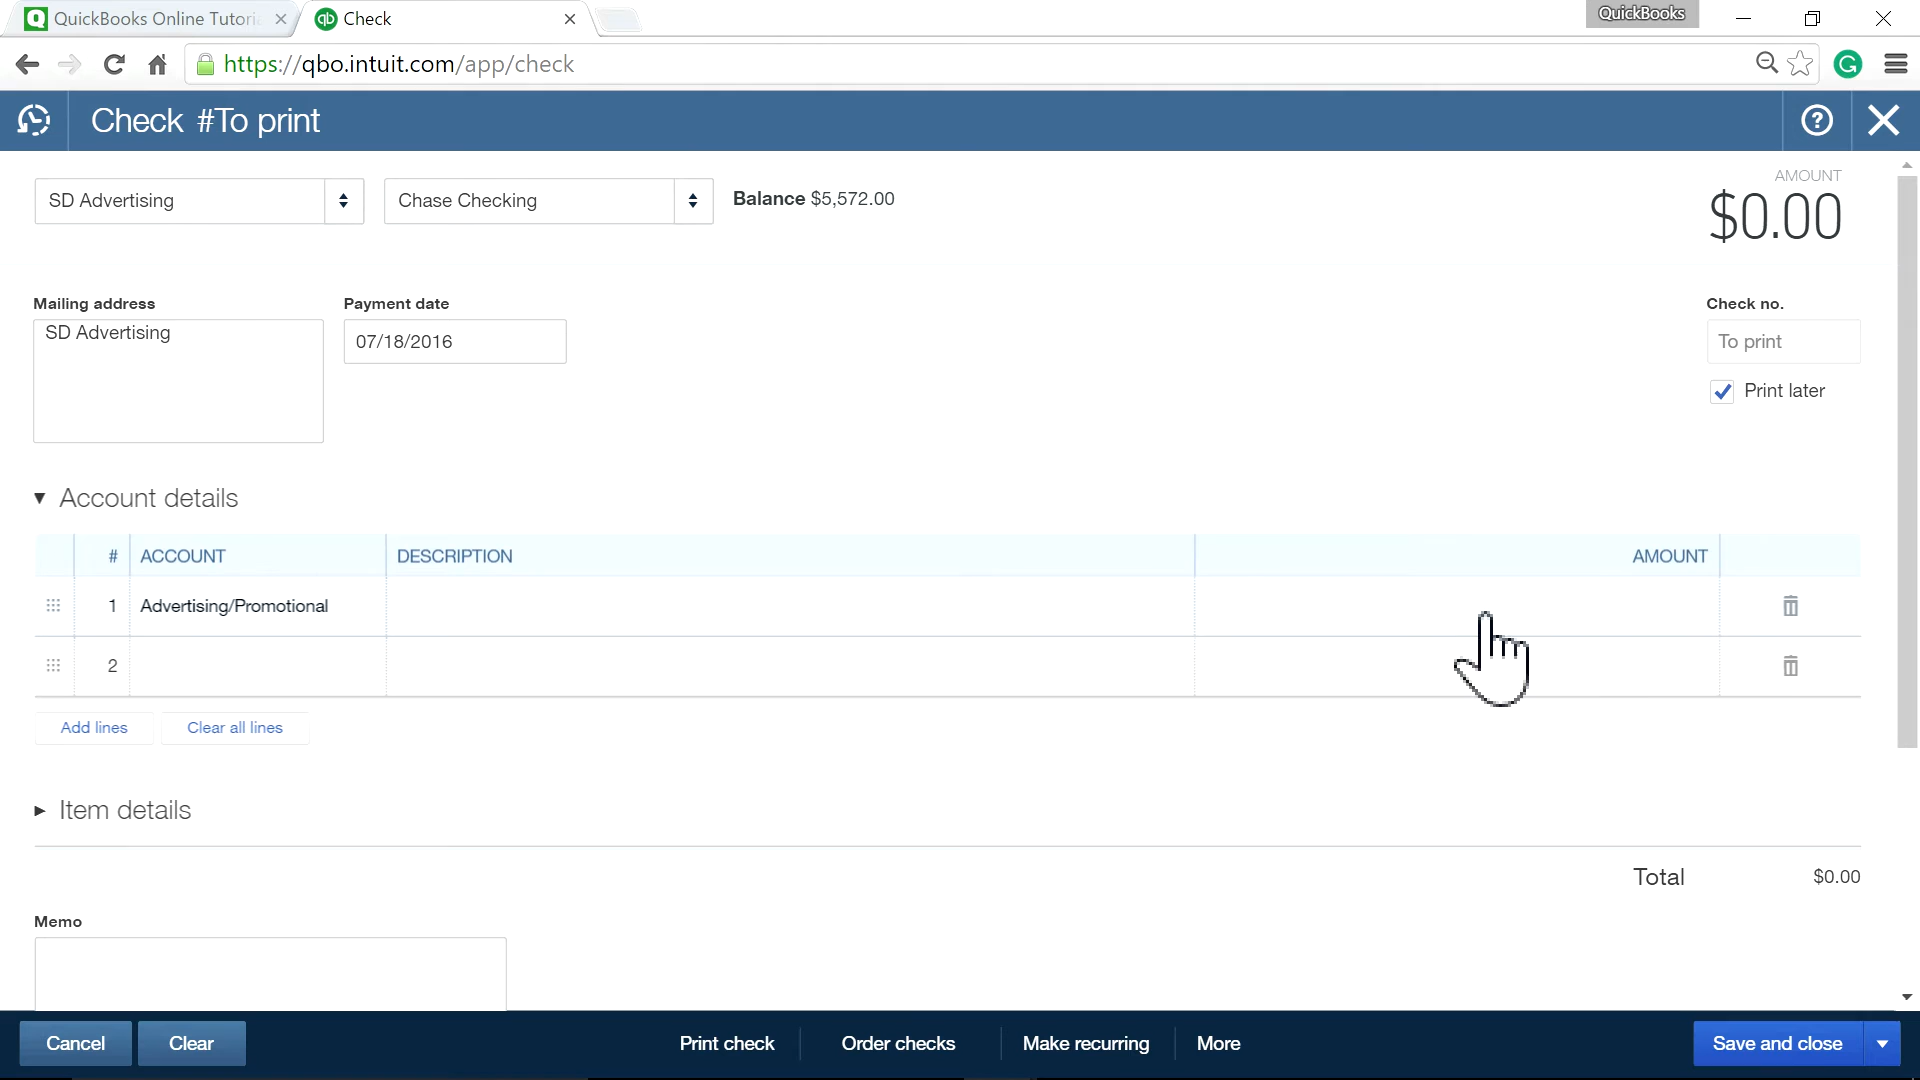 QuickBooks Online Tutori
Check
QuickBooks
https://qbo.intuit.com/app/check
Check #To print
SD Advertising
Chase Checking
Balance $5,572.00
AMOUNT
$0.00
Mailing address
Payment date
Check no.
SD Advertising
07/18/2016
To print
Print later
Account details
# ACCOUNT DESCRIPTION AMOUNT
1 Advertising/Promotional
2
Add lines
Clear all lines
Item details
Total $0.00
Memo
Cancel
Clear
Print check
Order checks
Make recurring
More
Save and close